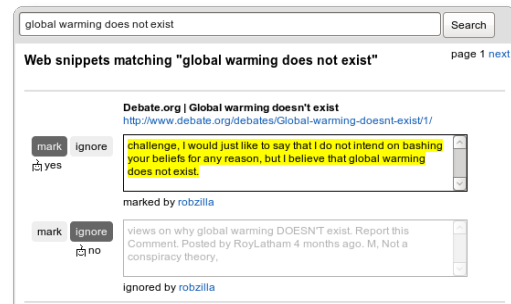 global warming does not exist
Search
Web snippets matching "global warming does not exist"
page 1 next
Debate.org | Global warming doesn't exist
http://www.debate.org/debates/Global-warming-doesnt-exist/1/
mark ignore
yes
challenge, I would just like to say that I do not intend on bashing
your beliefs for any reason, but I believe that global warming
does not exist.
marked by robzilla
mark ignore
no
views on why global warming DOESN'T exist. Report this
Comment. Posted by RoyLatham 4 months ago. M, Not a
conspiracy theory,
ignored by robzilla